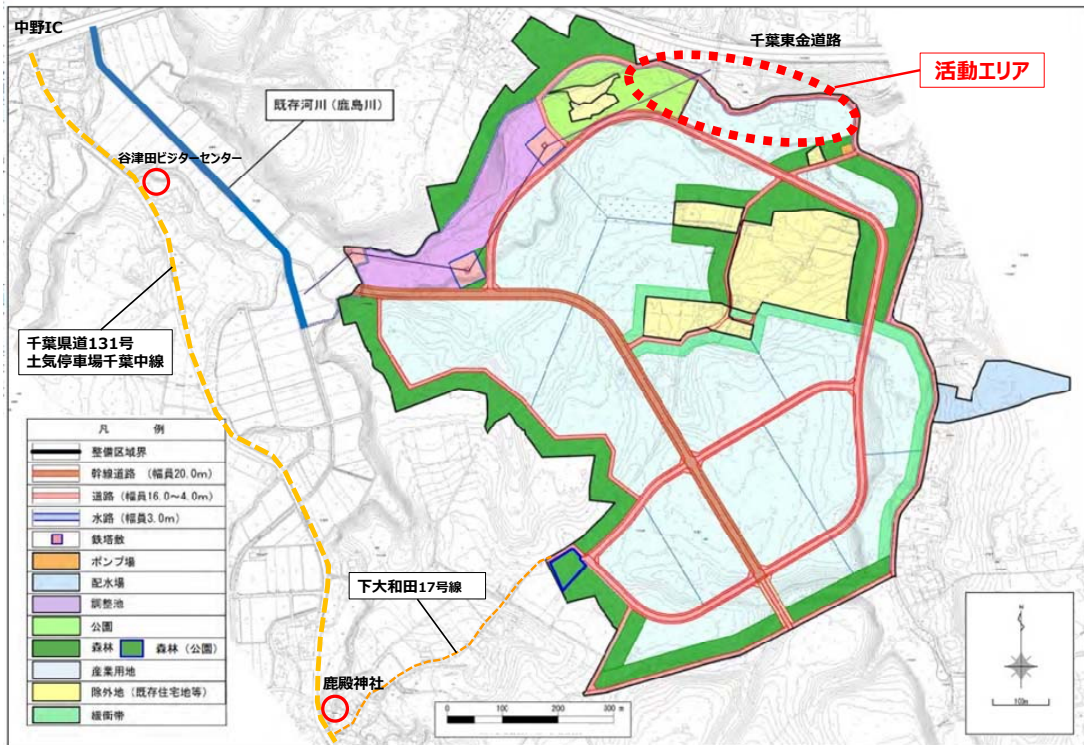 中野IC
千葉東金道路
活動エリア
既存河川（鹿島川）
谷津田ビジターセンター
千葉県道131号
土気停車場千葉中線
凡 例
整備区域界
幹線道路 （幅員20.0m）
道路（幅員16.0～4.0m）
水路（幅員3.0m）
鉄塔敷
ポンプ場
配水場
調整池
公園
森林 森林（公園）
産業用地
除外地（既存住宅地等）
緩衝帯
下大和田17号線
鹿殿神社
0 50 100 200 300 m
N
100m